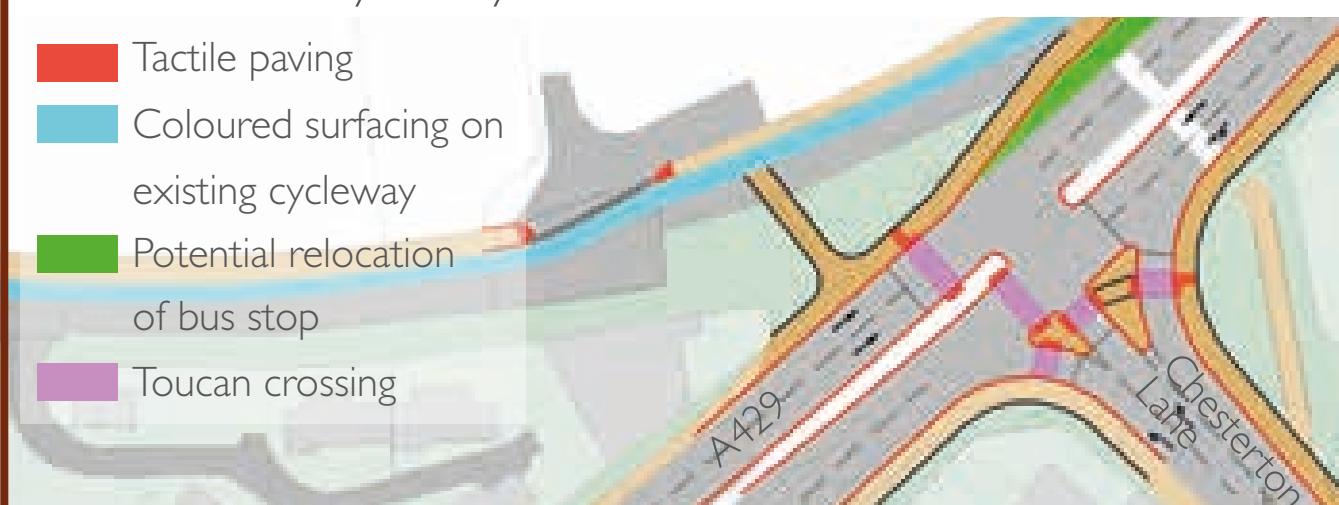 Tactile paving
Coloured surfacing on
existing cycleway
Potential relocation
of bus stop
Toucan crossing
A429
Chesterton
Lane